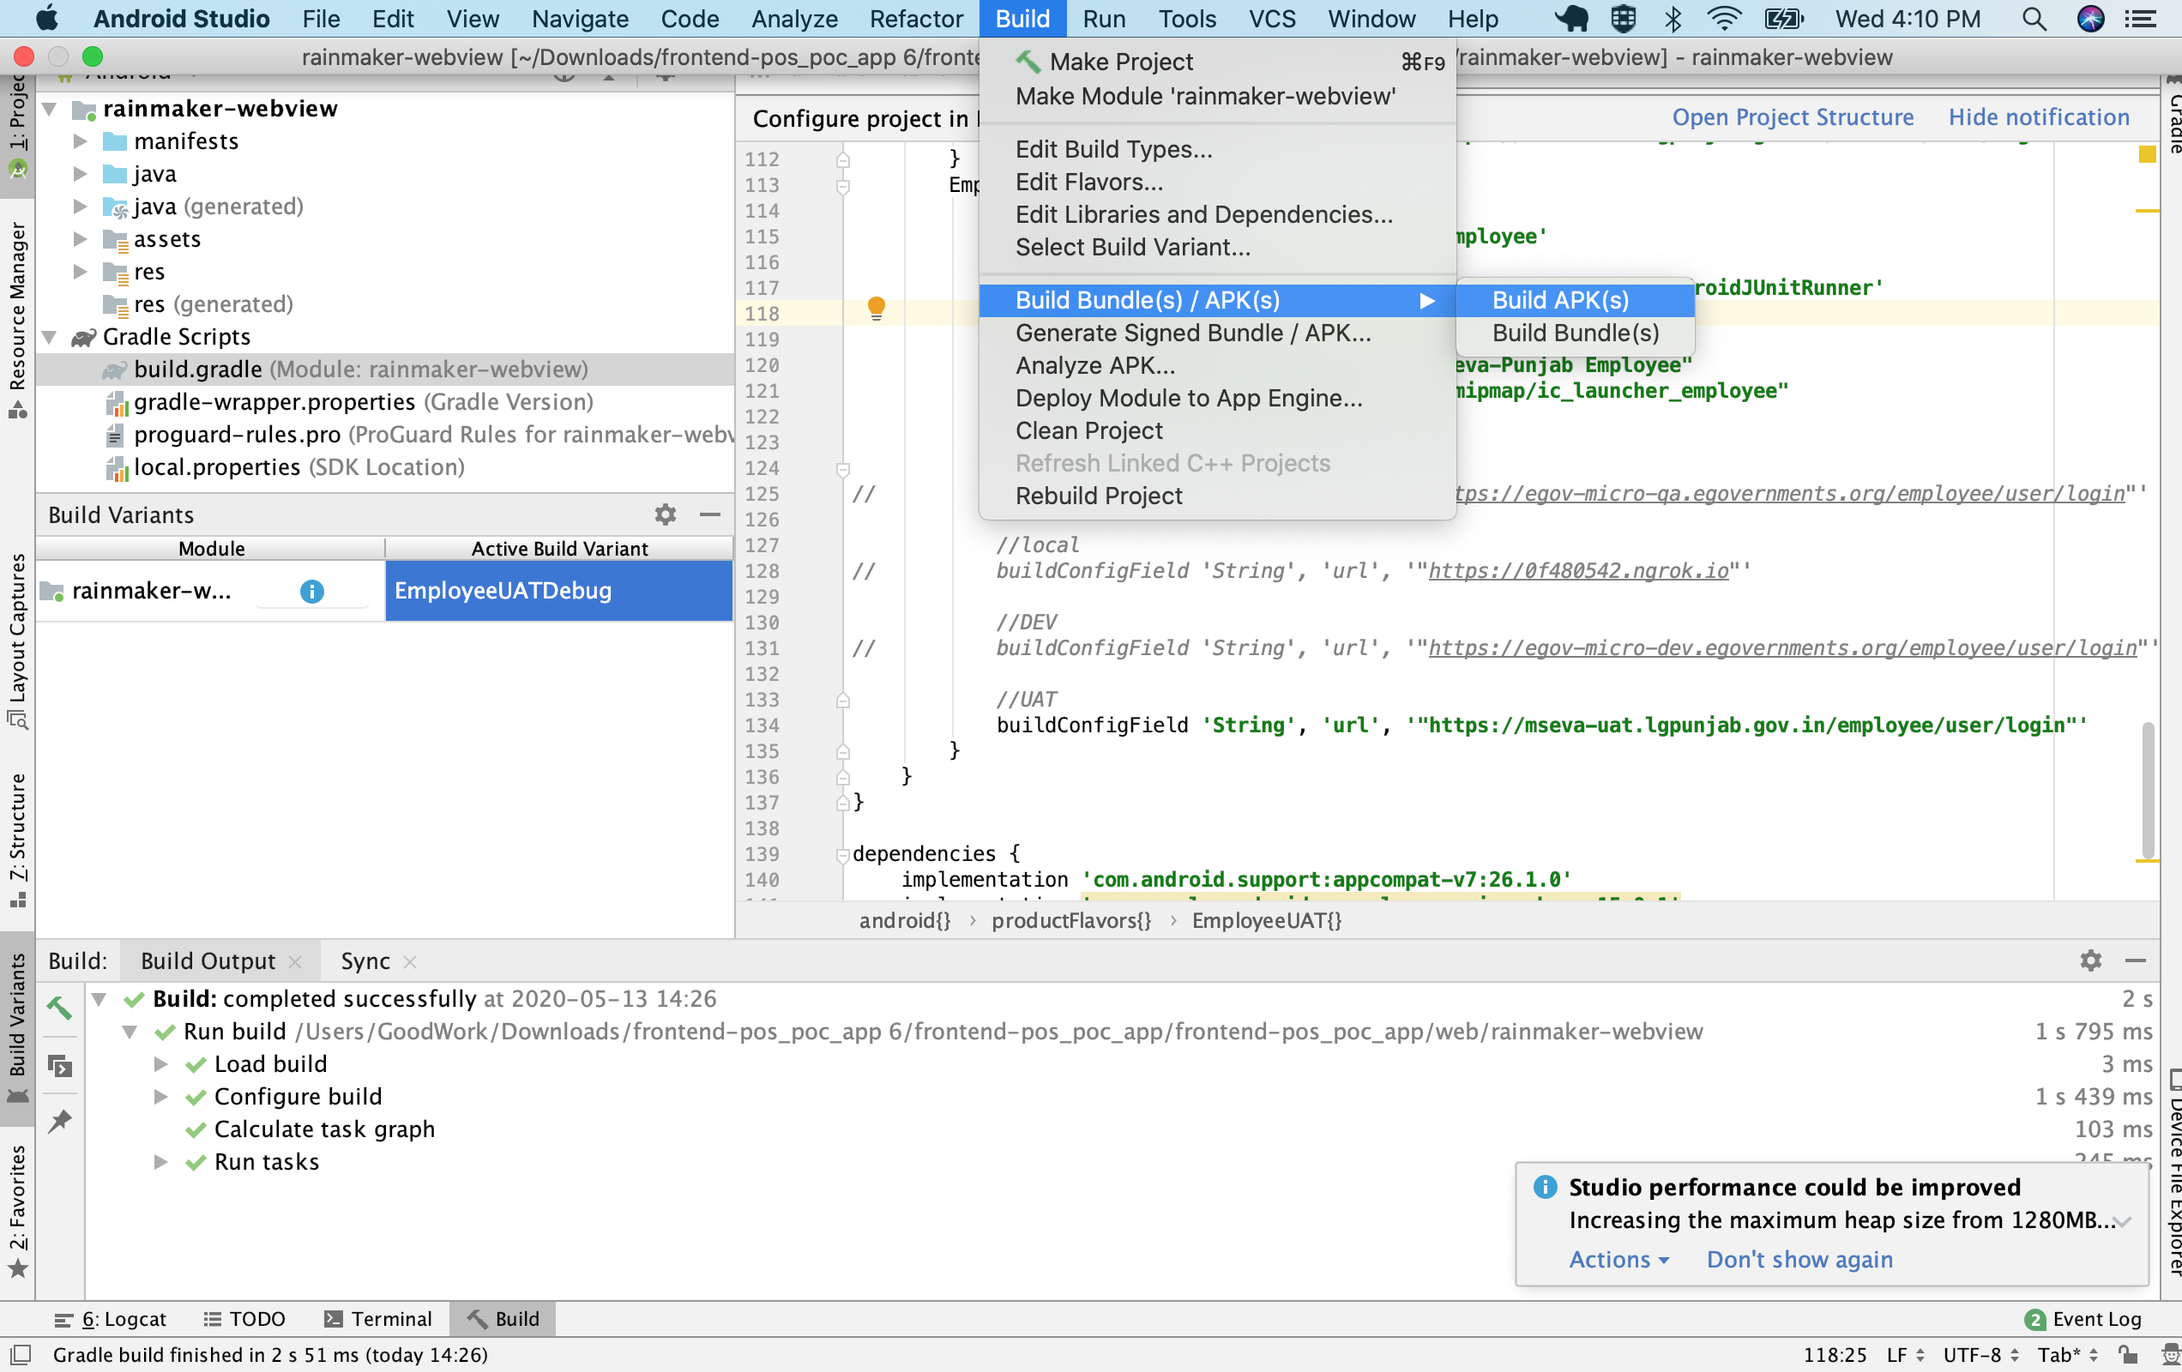 Android Studio File Edit View Navigate Code Analyze Refactor Build Run Tools VCS Window Help Wed 4:10 PM
rainmaker-webview [~/Downloads/frontend-pos_poc_app 6/fronte
rainmaker-webview] - rainmaker-webview
Make Project ⌘F9
Make Module 'rainmaker-webview'
Edit Build Types...
Edit Flavors...
Edit Libraries and Dependencies...
Select Build Variant...
Build Bundle(s) / APK(s)
Generate Signed Bundle / APK...
Analyze APK...
Deploy Module to App Engine...
Clean Project
Refresh Linked C++ Projects
Rebuild Project
Build APK(s)
Build Bundle(s)
1: Project
Resource Manager
Layout Captures
7: Structure
Build Variants
2: Favorites
Gradle
Device File Explorer
rainmaker-webview
manifests
java
java (generated)
assets
res
res (generated)
Gradle Scripts
build.gradle (Module: rainmaker-webview)
gradle-wrapper.properties (Gradle Version)
proguard-rules.pro (ProGuard Rules for rainmaker-webv
local.properties (SDK Location)
Build Variants
Module Active Build Variant
rainmaker-w... EmployeeUATDebug
Configure project in
Open Project Structure Hide notification
112 }
113 Emp
114
115 mployee'
116
117 roidJUnitRunner'
118
119
120 seva-Punjab Employee"
121 mipmap/ic_launcher_employee"
122
123
124
125 // tps://egov-micro-qa.egovernments.org/employee/user/login"'
126
127 //local
128 // buildConfigField 'String', 'url', '"https://0f480542.ngrok.io"'
129
130 //DEV
131 // buildConfigField 'String', 'url', '"https://egov-micro-dev.egovernments.org/employee/user/login"'
132
133 //UAT
134 buildConfigField 'String', 'url', '"https://mseva-uat.lgpunjab.gov.in/employee/user/login"'
135 }
136 }
137 }
138
139 dependencies {
140 implementation 'com.android.support:appcompat-v7:26.1.0'
android{} › productFlavors{} › EmployeeUAT{}
Build: Build Output × Sync ×
Build: completed successfully at 2020-05-13 14:26 2 s
Run build /Users/GoodWork/Downloads/frontend-pos_poc_app 6/frontend-pos_poc_app/frontend-pos_poc_app/web/rainmaker-webview 1 s 795 ms
Load build 3 ms
Configure build 1 s 439 ms
Calculate task graph 103 ms
Run tasks 245 ms
Studio performance could be improved
Increasing the maximum heap size from 1280MB...
Actions Don't show again
6: Logcat TODO Terminal Build 2 Event Log
Gradle build finished in 2 s 51 ms (today 14:26) 118:25 LF UTF-8 Tab*